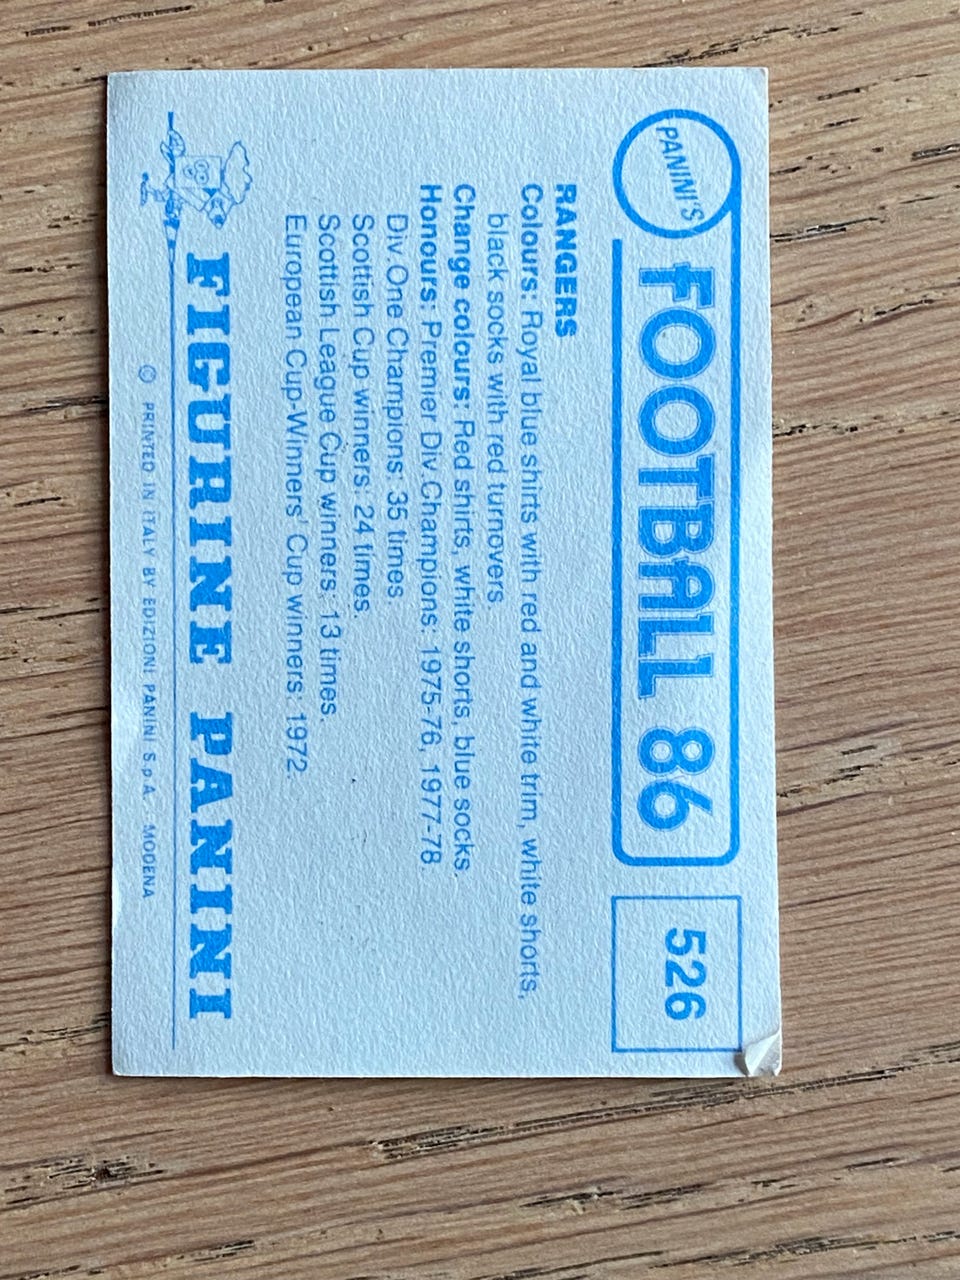 PANINI'S
FOOTBALL 86
526
RANGERS
Colours: Royal blue shirts with red and white trim, white shorts,
black socks with red turnovers.
Change colours: Red shirts, white shorts, blue socks.
Honours: Premier Div.Champions: 1975-76, 1977-78.
Div.One Champions: 35 times.
Scottish Cup winners: 24 times.
Scottish League Cup winners: 13 times.
European Cup-Winners' Cup winners: 1972.
FIGURINE PANINI
© PRINTED IN ITALY BY EDIZIONI PANINI S.p.A. MODENA